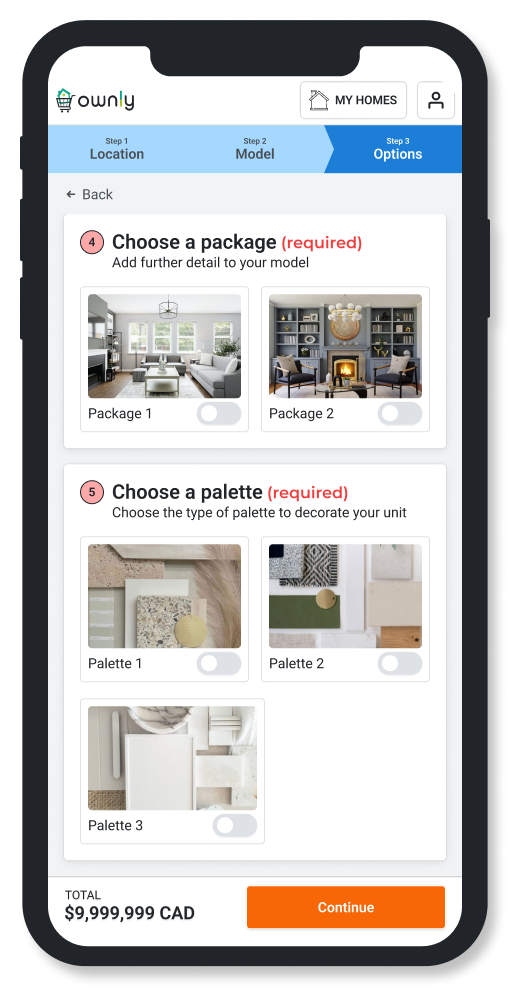 ownly
MY HOMES
Step 1
Location
Step 2
Model
Step 3
Options
← Back
4 Choose a package (required)
Add further detail to your model
Package 1
Package 2
5 Choose a palette (required)
Choose the type of palette to decorate your unit
Palette 1
Palette 2
Palette 3
TOTAL
$9,999,999 CAD
Continue